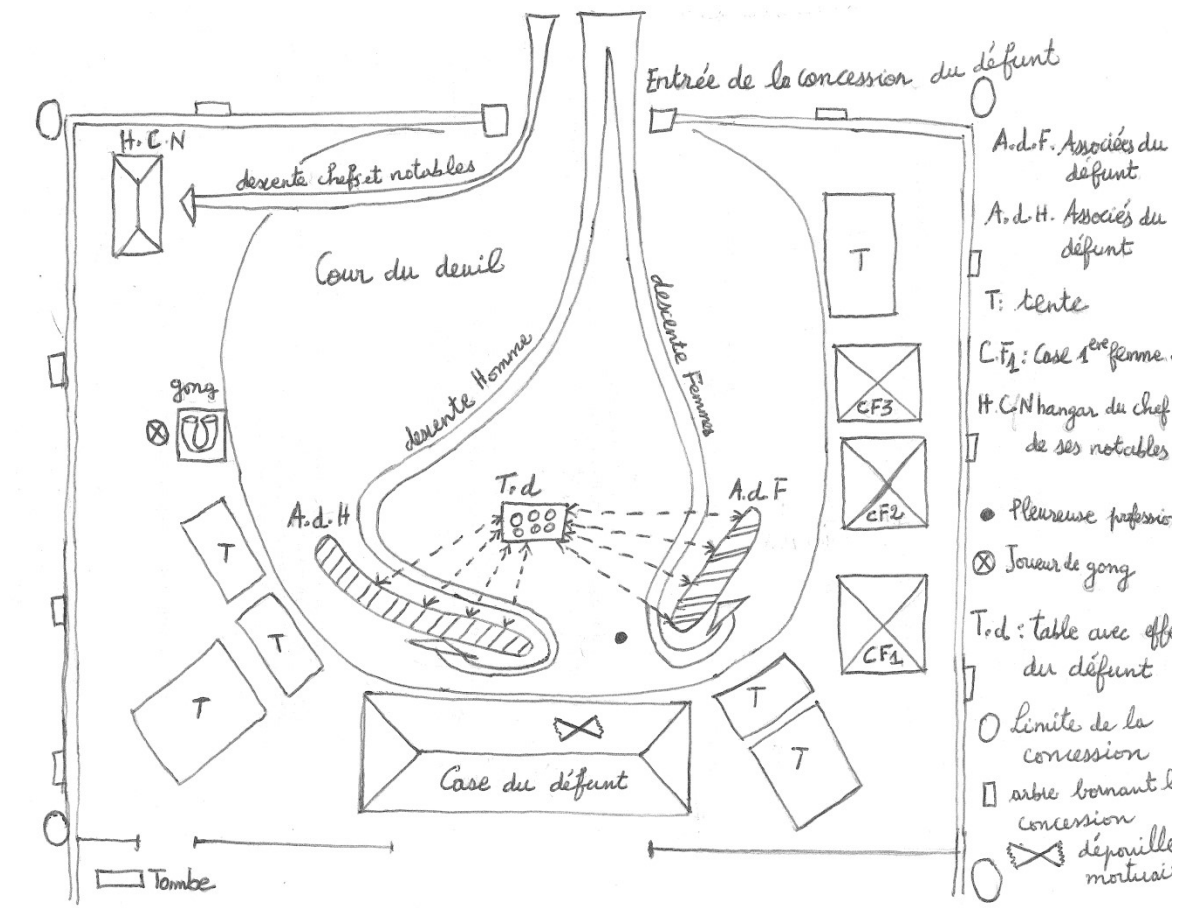 Entrée de la concession du défunt
H.C.N
descente chefs et notables
Cour du deuil
descente Homme
descente Femmes
gong
T.d
A.d.H
A.d.F
T
CF3
CF2
CF1
T
T
T
T
T
Case du défunt
Tombe
A.d.F. Associées du
défunt
A.d.H. Associés du
défunt
T: tente
C.F1: Case 1ere femme.
H.C.N hangar du chef
de ses notables
Pleureuse professio
Joueur de gong
T.d: table avec effe
du défunt
Limite de la
concession
arbre bornant l
concession
dépouille
mortuai